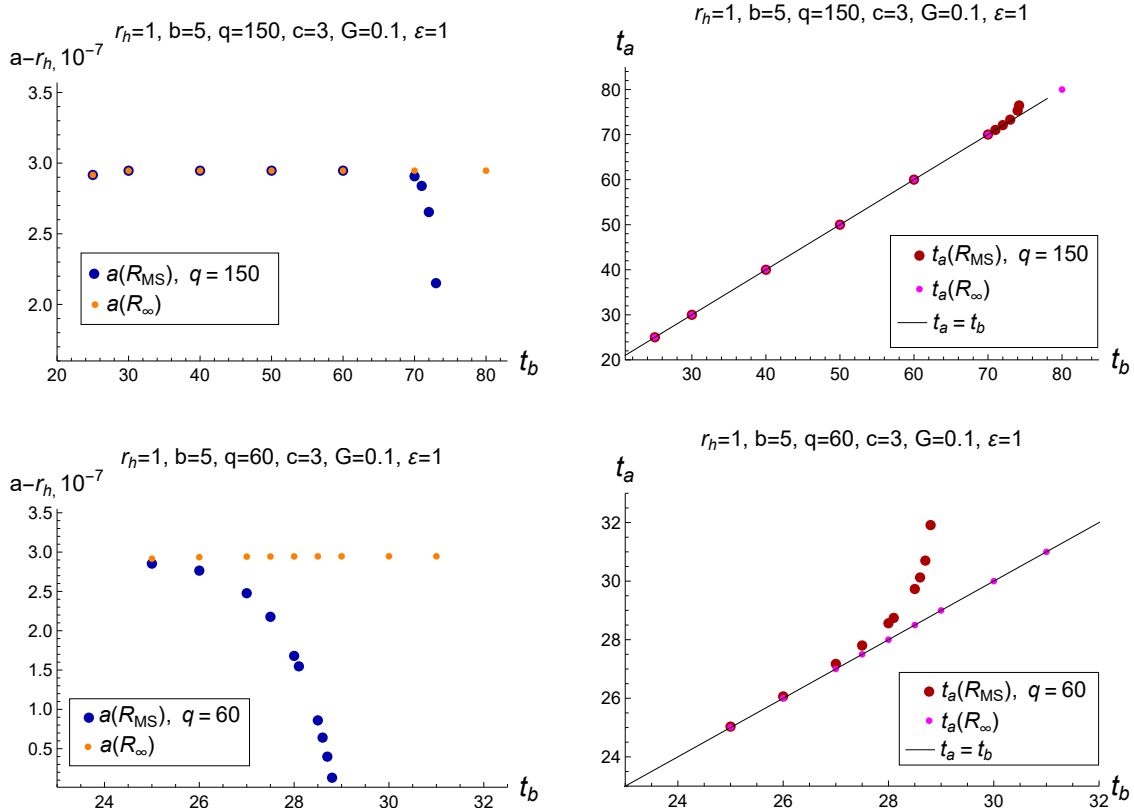 r_h=1, b=5, q=150, c=3, G=0.1, ε=1
a-r_h, 10^-7
3.5
3.0
2.5
2.0
20 30 40 50 60 70 80
t_b
a(R_MS), q = 150
a(R_∞)
r_h=1, b=5, q=150, c=3, G=0.1, ε=1
t_a
80
70
60
50
40
30
20
30 40 50 60 70 80
t_b
t_a(R_MS), q = 150
t_a(R_∞)
t_a = t_b
r_h=1, b=5, q=60, c=3, G=0.1, ε=1
a-r_h, 10^-7
3.5
3.0
2.5
2.0
1.5
1.0
0.5
24 26 28 30 32
t_b
a(R_MS), q = 60
a(R_∞)
r_h=1, b=5, q=60, c=3, G=0.1, ε=1
t_a
32
30
28
26
24
24 26 28 30 32
t_b
t_a(R_MS), q = 60
t_a(R_∞)
t_a = t_b